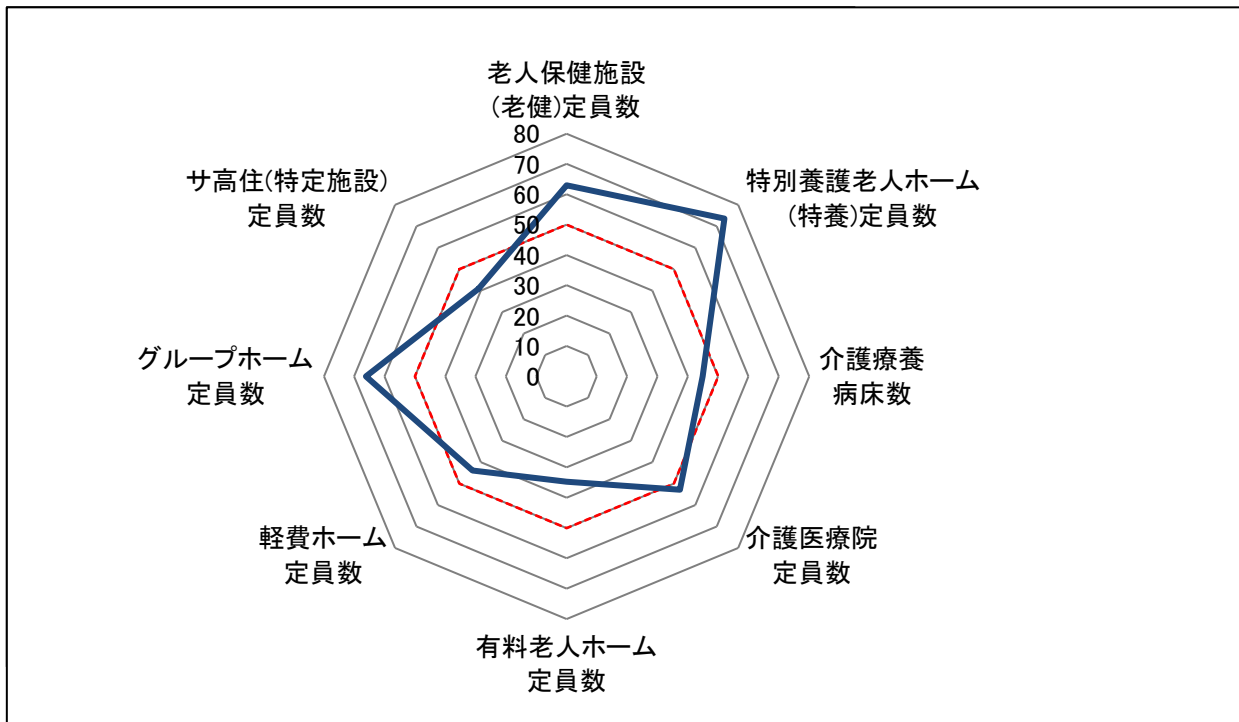 老人保健施設
(老健)定員数
80
70
60
50
40
30
20
10
0
特別養護老人ホーム
(特養)定員数
介護療養
病床数
介護医療院
定員数
有料老人ホーム
定員数
軽費ホーム
定員数
グループホーム
定員数
サ高住(特定施設)
定員数